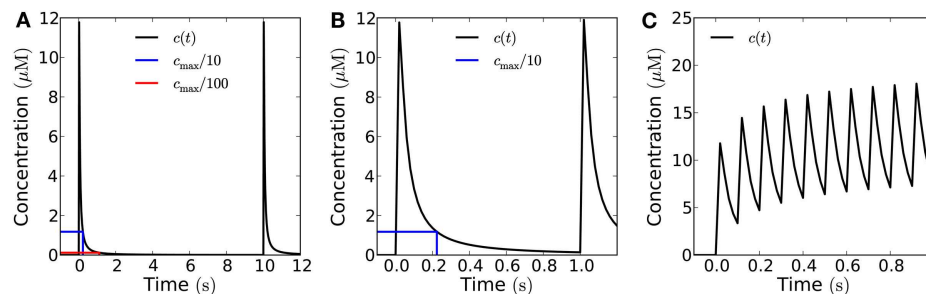 A
Concentration (μM)
12
10
8
6
4
2
0
c(t)
c_max/10
c_max/100
0 2 4 6 8 10 12
Time (s)
B
Concentration (μM)
12
10
8
6
4
2
0
c(t)
c_max/10
0.0 0.2 0.4 0.6 0.8 1.0
Time (s)
C
Concentration (μM)
25
20
15
10
5
0
c(t)
0.0 0.2 0.4 0.6 0.8
Time (s)